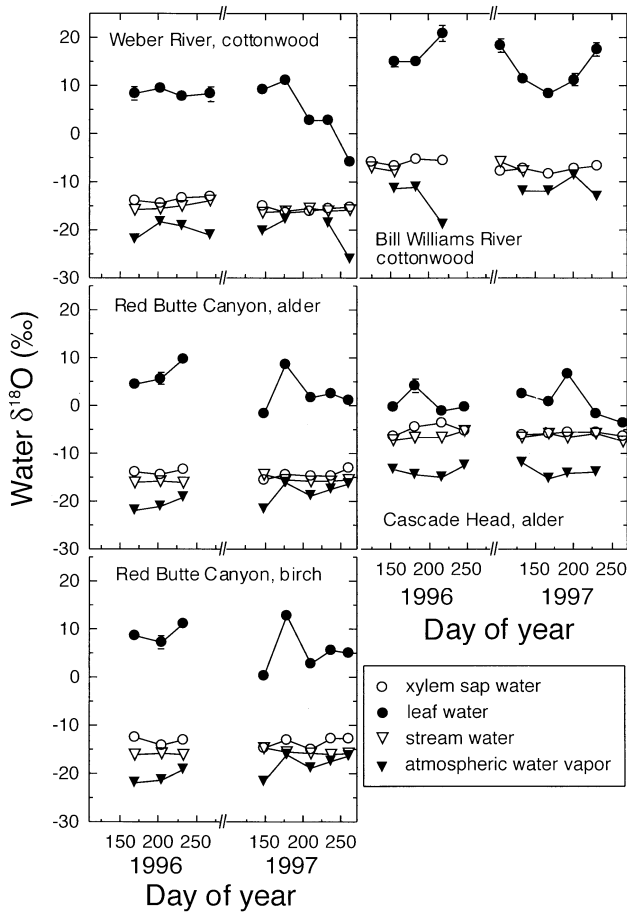 Weber River, cottonwood
Bill Williams River
cottonwood
Red Butte Canyon, alder
Cascade Head, alder
Red Butte Canyon, birch
Water δ18O (‰)
20
10
0
-10
-20
-30
20
10
0
-10
-20
-30
20
10
0
-10
-20
-30
150 200 250
1996
150 200 250
1997
Day of year
150 200 250
1996
150 200 250
1997
Day of year
xylem sap water
leaf water
stream water
atmospheric water vapor